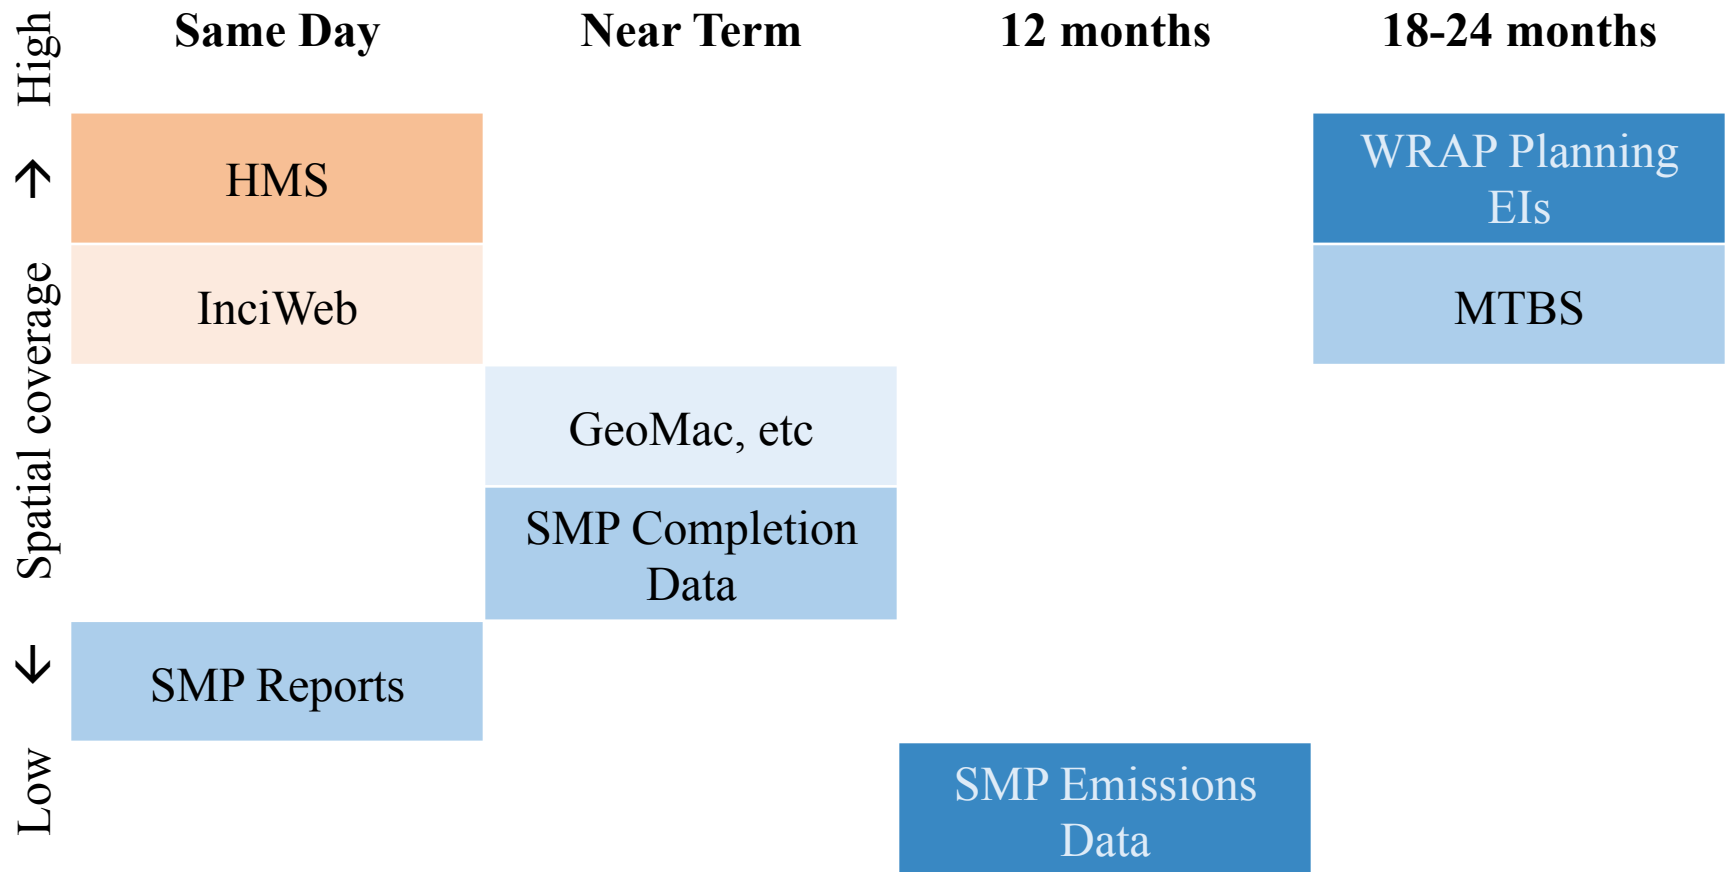 Same Day
Near Term
12 months
18-24 months
Low ← Spatial coverage → High
HMS
WRAP Planning
EIs
InciWeb
MTBS
GeoMac, etc
SMP Completion
Data
SMP Reports
SMP Emissions
Data